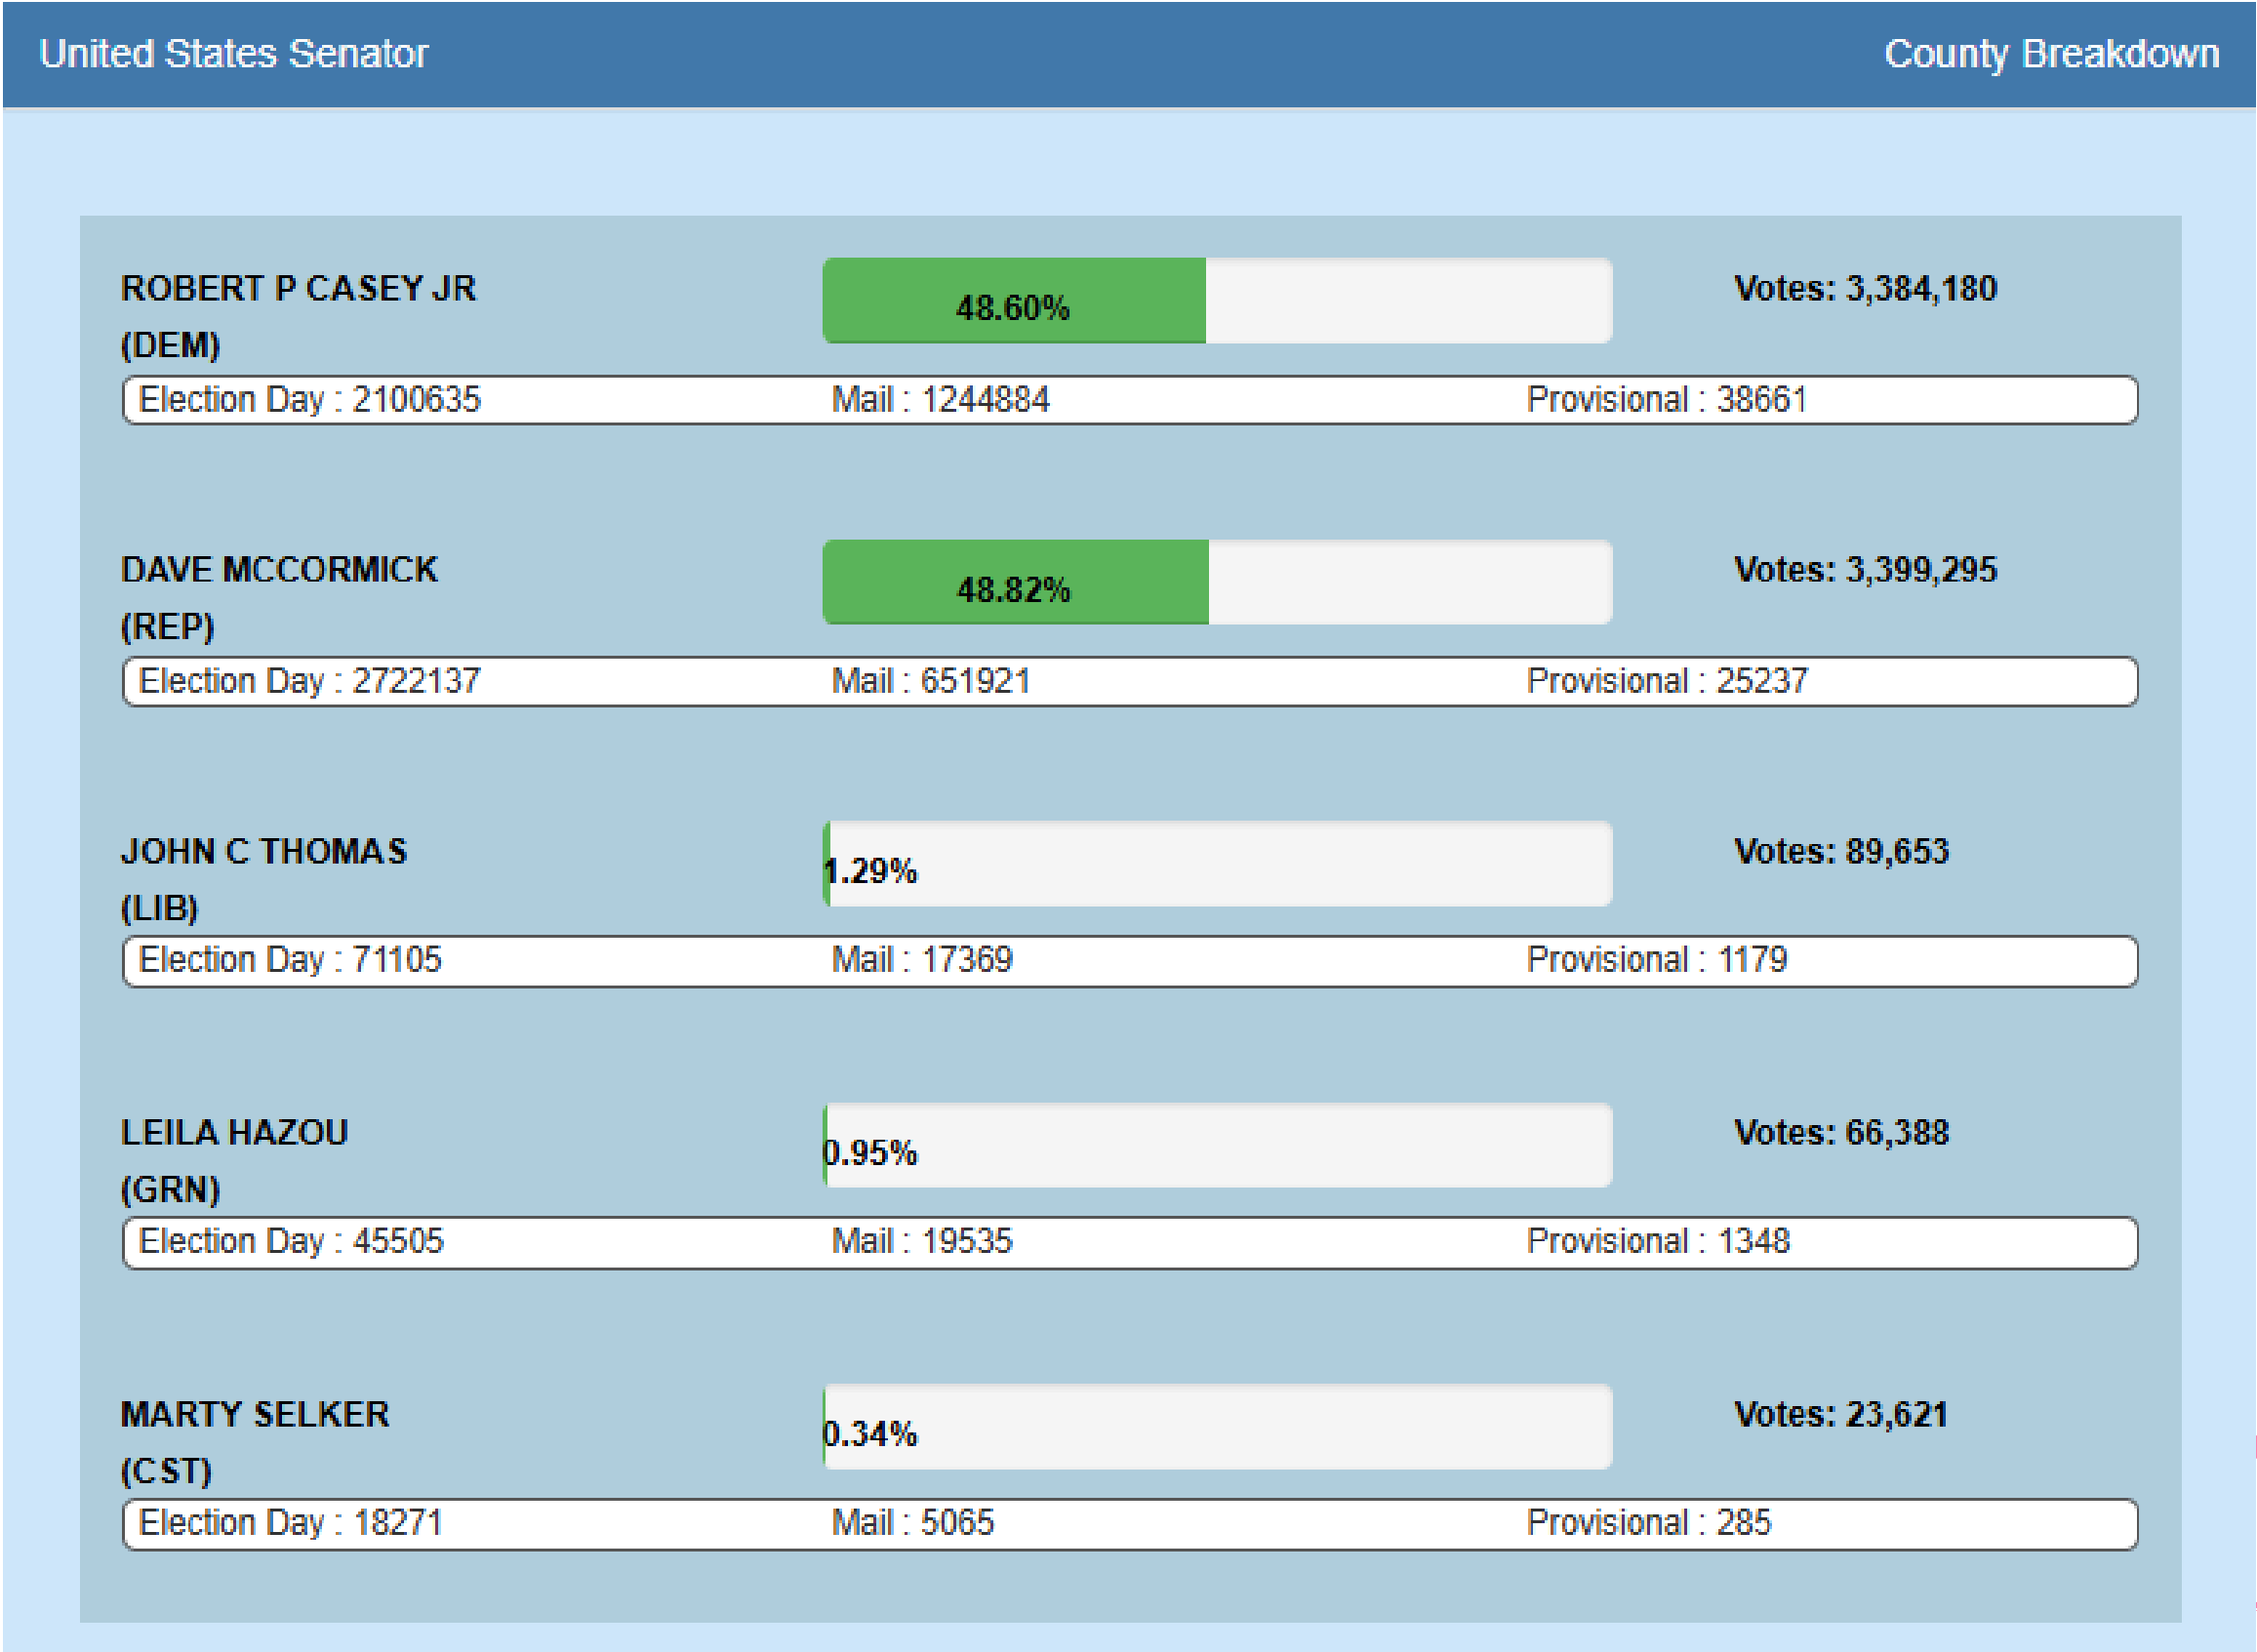 United States Senator County Breakdown
ROBERT P CASEY JR 48.60% Votes: 3,384,180
(DEM)
Election Day : 2100635 Mail : 1244884 Provisional : 38661
DAVE MCCORMICK 48.82% Votes: 3,399,295
(REP)
Election Day : 2722137 Mail : 651921 Provisional : 25237
JOHN C THOMAS 1.29% Votes: 89,653
(LIB)
Election Day : 71105 Mail : 17369 Provisional : 1179
LEILA HAZOU 0.95% Votes: 66,388
(GRN)
Election Day : 45505 Mail : 19535 Provisional : 1348
MARTY SELKER 0.34% Votes: 23,621
(CST)
Election Day : 18271 Mail : 5065 Provisional : 285